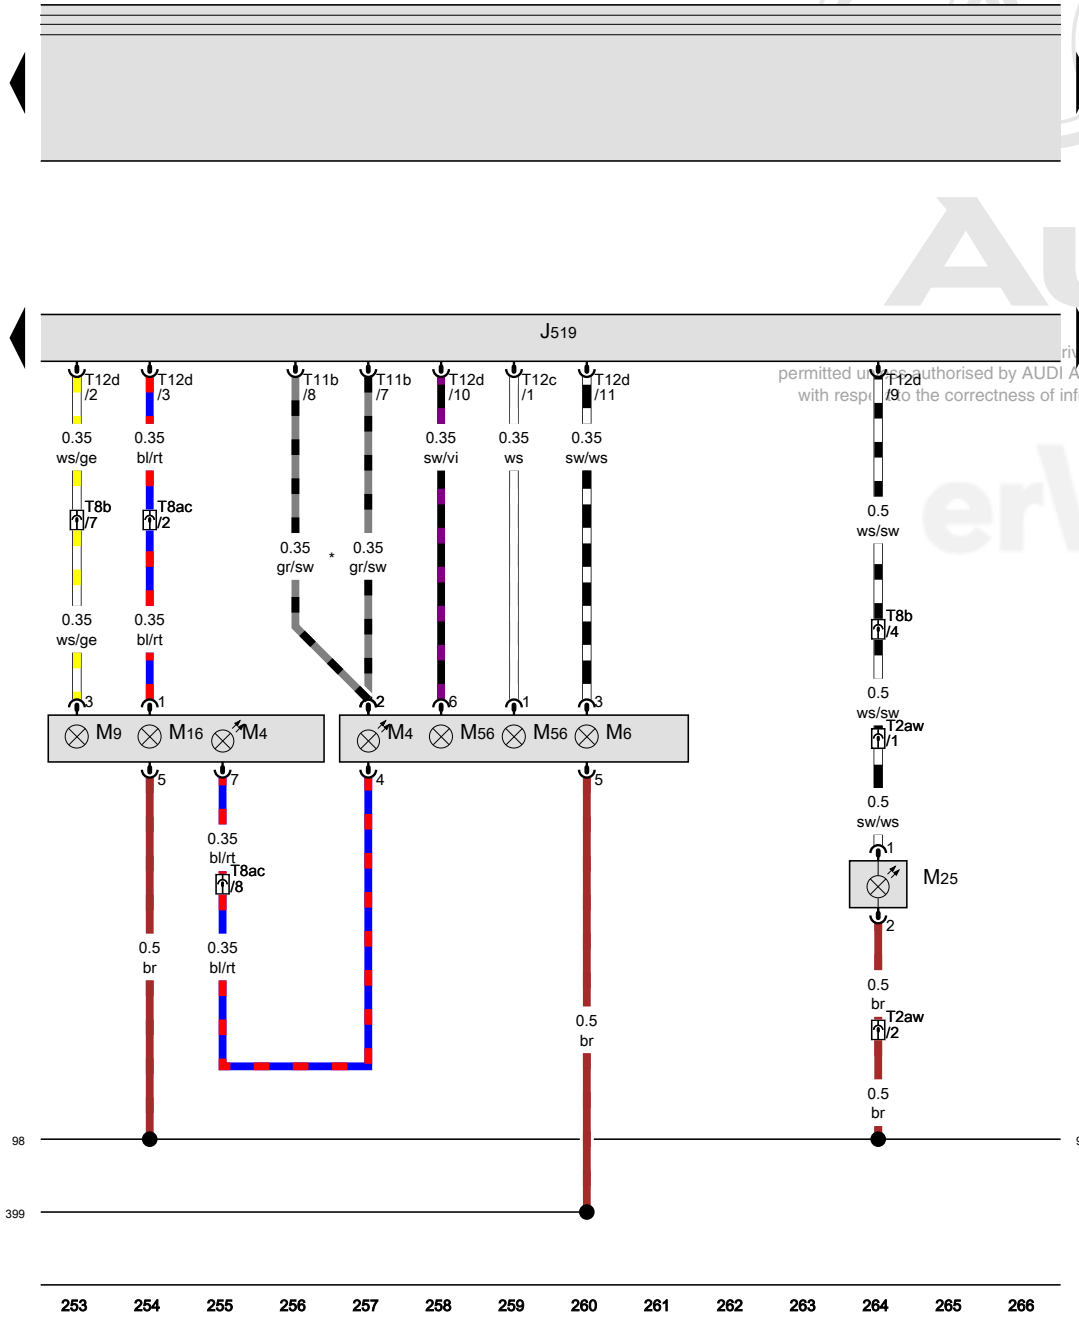 J519
T12d /2
T12d /3
T11b /8
T11b /7
T12d /10
T12c /1
T12d /11
T12d /9
permitted unless authorised by AUDI A
with respect to the correctness of inf
0.35 ws/ge
0.35 bl/rt
0.35 sw/vi
0.35 ws
0.35 sw/ws
T8b /7
T8ac /2
0.5 ws/sw
0.35 gr/sw
*
0.35 gr/sw
0.35 ws/ge
0.35 bl/rt
T8b /4
0.5 ws/sw
3
1
2
6
1
3
M9
M16
M4
M4
M56
M56
M6
T2aw /1
5
7
4
5
0.5 sw/ws
0.35 bl/rt
1
T8ac /8
M25
2
0.5 br
0.35 bl/rt
0.5 br
0.5 br
T2aw /2
0.5 br
98
399
253 254 255 256 257 258 259 260 261 262 263 264 265 266